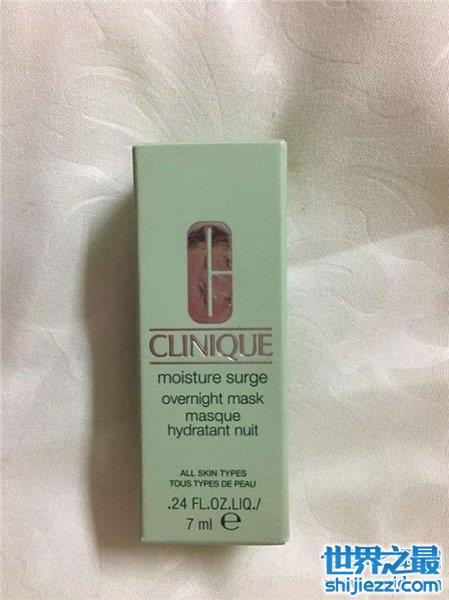 CLINIQUE
moisture surge
overnight mask
masque
hydratant nuit
ALL SKIN TYPES
TOUS TYPES DE PEAU
.24 FL.OZ.LIQ./
7 ml ℮
世界之最
shijiezz.com